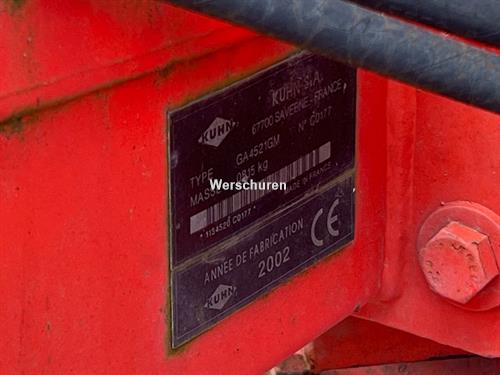 KUHN S.A.
67700 SAVERNE - FRANCE
KUHN
TYPE GA4521GM N° C0177
MASSE 0815 kg
MADE IN FRANCE
Werschuren
ANNÉE DE FABRICATION
2002
CE
KUHN